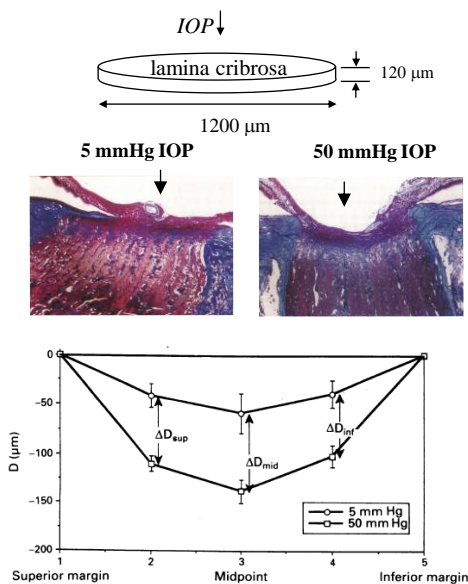 IOP
lamina cribrosa
120 μm
1200 μm
5 mmHg IOP
50 mmHg IOP
0
-50
-100
-150
-200
D (μm)
ΔDsup
ΔDmid
ΔDinf
5 mm Hg
50 mm Hg
1 2 3 4 5
Superior margin Midpoint Inferior margin